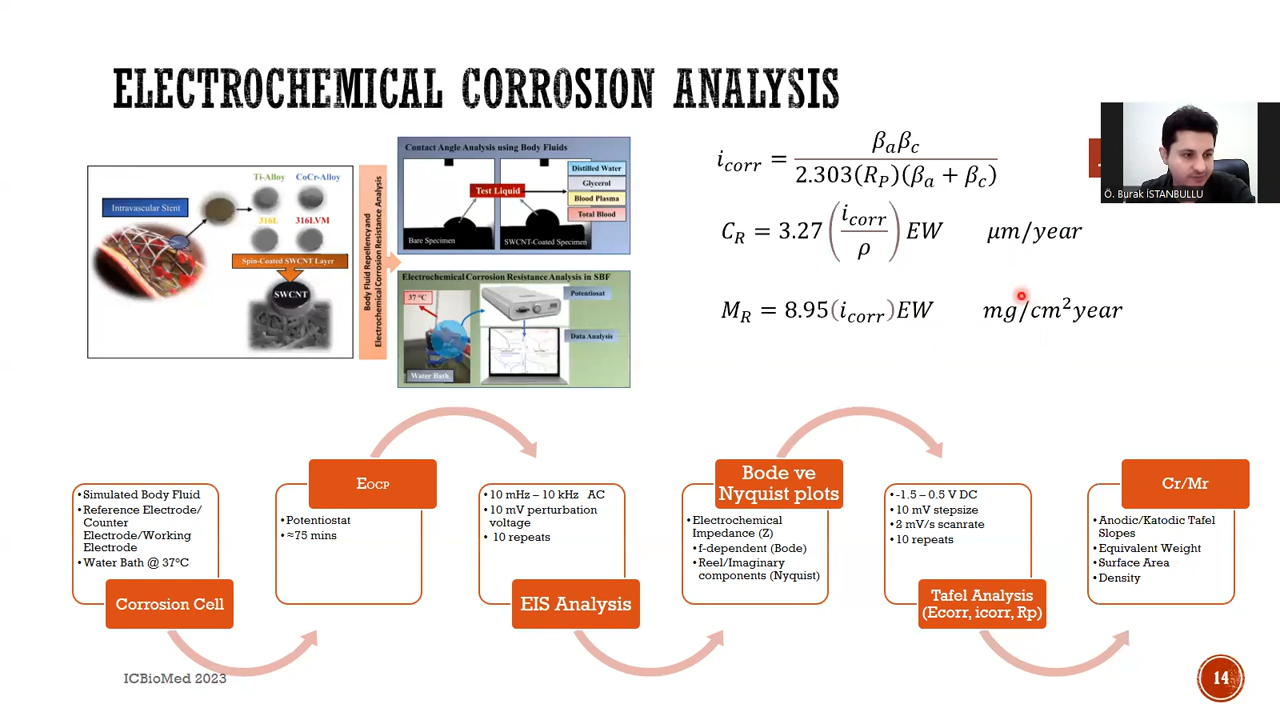 ELECTROCHEMICAL CORROSION ANALYSIS
Intravascular Stent
Ti-Alloy
CoCr-Alloy
316L
316LVM
Spin-Coated SWCNT Layer
SWCNT
Body Fluid Repellency and
Electrochemical Corrosion Resistance Analysis
Contact Angle Analysis using Body Fluids
Test Liquid
Distilled Water
Glycerol
Blood Plasma
Total Blood
Bare Specimen
SWCNT-Coated Specimen
Electrochemical Corrosion Resistance Analysis in SBF
37 °C
Potentiosat
Data Analysis
Water Bath
i_corr = β_aβ_c / 2.303(R_P)(β_a + β_c)
C_R = 3.27 (i_corr / ρ) EW μm/year
M_R = 8.95(i_corr)EW mg/cm²year
Ö. Burak İSTANBULLU
•Simulated Body Fluid
•Reference Electrode/
Counter
Electrode/Working
Electrode
•Water Bath @ 37°C
Corrosion Cell
EOCP
•Potentiostat
•≈75 mins
•10 mHz – 10 kHz AC
•10 mV perturbation
voltage
• 10 repeats
EIS Analysis
Bode ve
Nyquist plots
•Electrochemical
Impedance (Z)
•f-dependent (Bode)
•Reel/Imaginary
components (Nyquist)
•-1.5 – 0.5 V DC
•10 mV stepsize
•2 mV/s scanrate
•10 repeats
Tafel Analysis
(Ecorr, icorr, Rp)
Cr/Mr
•Anodic/Katodic Tafel
Slopes
•Equivalent Weight
•Surface Area
•Density
ICBioMed 2023
14